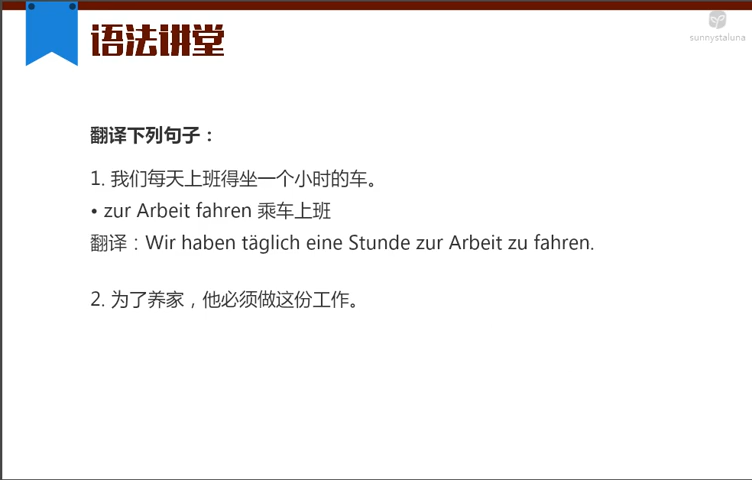 语法讲堂
sunnystaluna
翻译下列句子：
1. 我们每天上班得坐一个小时的车。
• zur Arbeit fahren 乘车上班
翻译：Wir haben täglich eine Stunde zur Arbeit zu fahren.
2. 为了养家，他必须做这份工作。